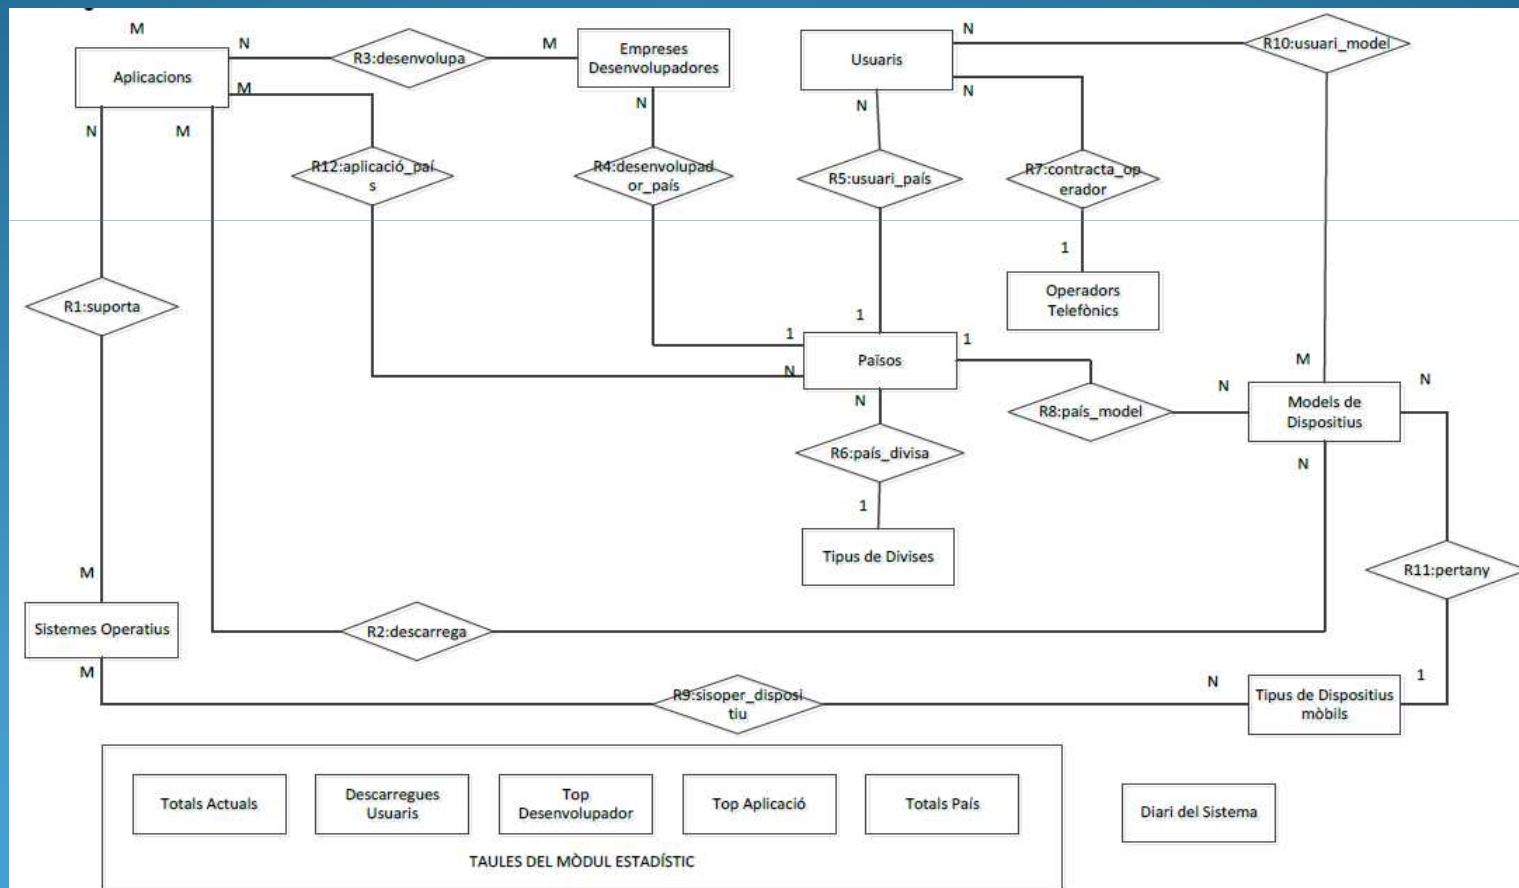 M
N
R3:desenvolupa
M
Empreses
Desenvolupadores
Aplicacions
M
N
M
N
R12:aplicació_paí
s
R4:desenvolupad
or_país
Usuaris
N
N
N
R10:usuari_model
R5:usuari_país
R7:contracta_op
erador
1
Operadors
Telefònics
R1:suporta
1
1
N
Països
1
N
R8:país_model
N
M
N
Models de
Dispositius
N
R6:país_divisa
1
Tipus de Divises
R11:pertany
M
Sistemes Operatius
M
R2:descarrega
R9:sisoper_disposi
tiu
N
1
Tipus de Dispositius
mòbils
Totals Actuals
Descarregues
Usuaris
Top
Desenvolupador
Top Aplicació
Totals País
TAULES DEL MÒDUL ESTADÍSTIC
Diari del Sistema